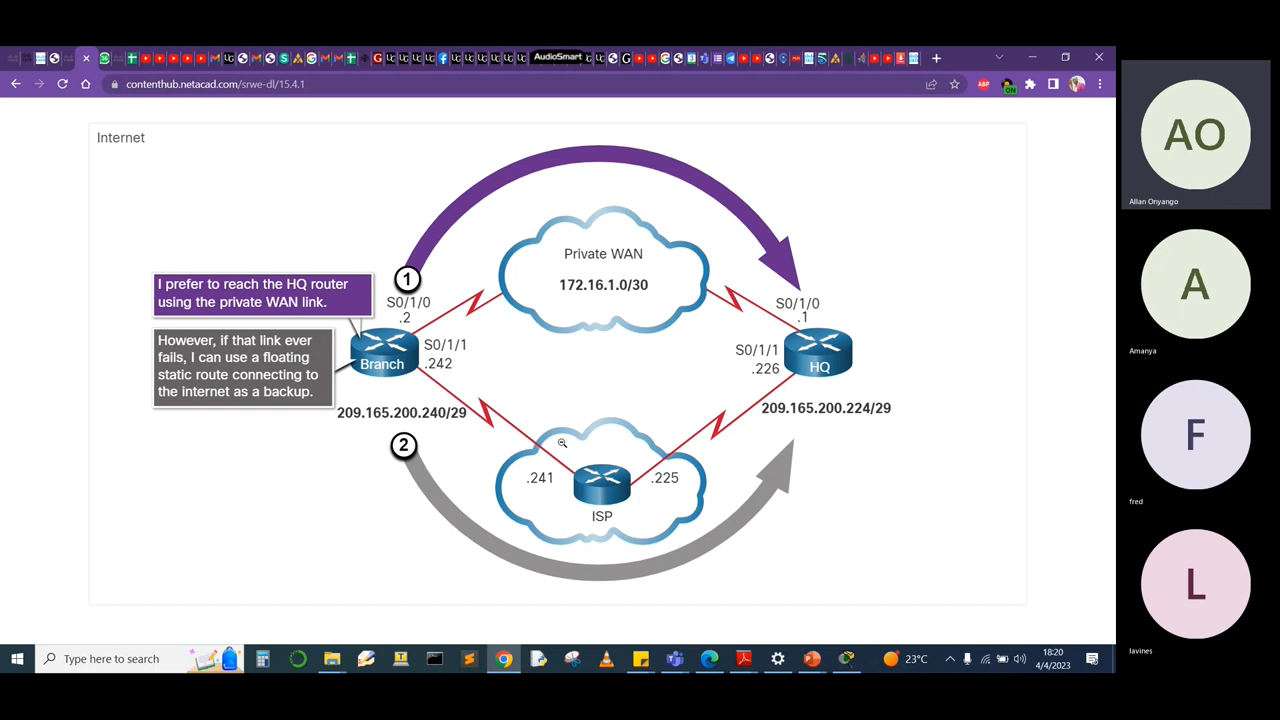 AudioSmart
contenthub.netacad.com/srwe-dl/15.4.1
ABP
ON
Internet
Private WAN
172.16.1.0/30
1
I prefer to reach the HQ router
using the private WAN link.
S0/1/0
.2
S0/1/0
.1
However, if that link ever
fails, I can use a floating
static route connecting to
the internet as a backup.
Branch
S0/1/1
.242
S0/1/1
.226
HQ
209.165.200.240/29
209.165.200.224/29
2
.241
.225
ISP
AO
Allan Onyango
A
Amanya
F
fred
L
lavines
Type here to search
23°C
18:20
4/4/2023